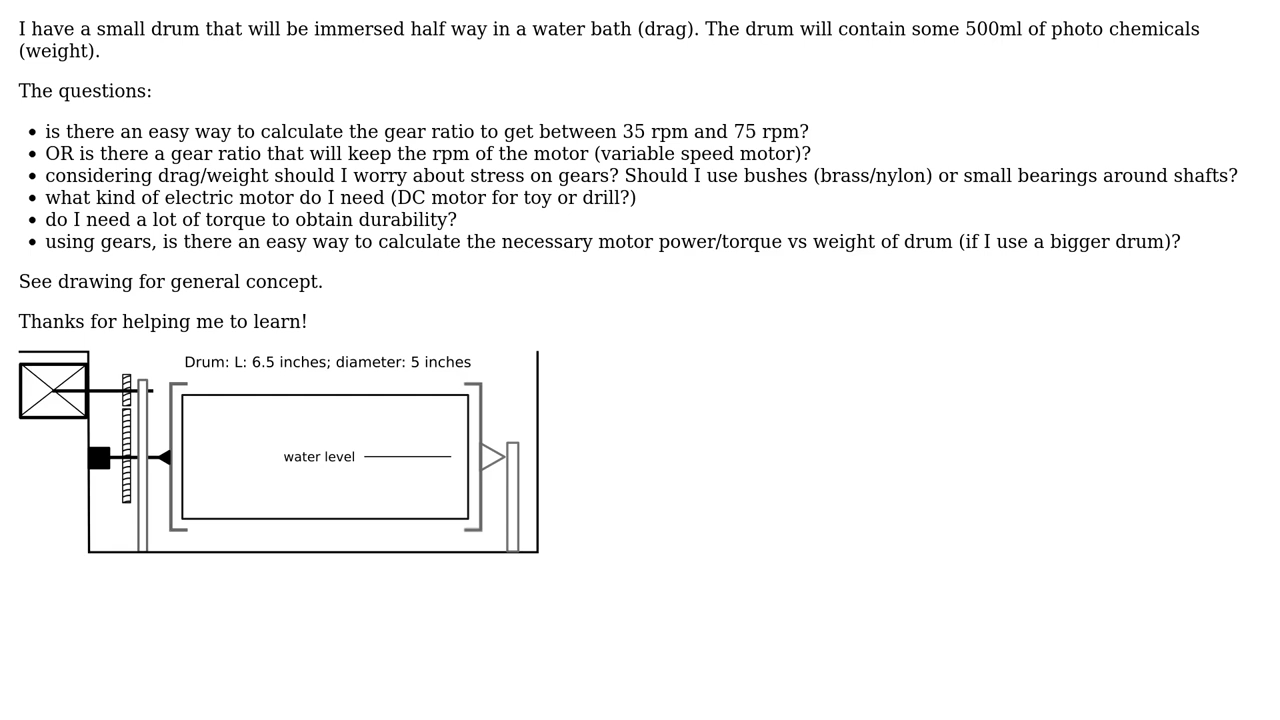 I have a small drum that will be immersed half way in a water bath (drag). The drum will contain some 500ml of photo chemicals
(weight).
The questions:
• is there an easy way to calculate the gear ratio to get between 35 rpm and 75 rpm?
• OR is there a gear ratio that will keep the rpm of the motor (variable speed motor)?
• considering drag/weight should I worry about stress on gears? Should I use bushes (brass/nylon) or small bearings around shafts?
• what kind of electric motor do I need (DC motor for toy or drill?)
• do I need a lot of torque to obtain durability?
• using gears, is there an easy way to calculate the necessary motor power/torque vs weight of drum (if I use a bigger drum)?
See drawing for general concept.
Thanks for helping me to learn!
Drum: L: 6.5 inches; diameter: 5 inches
water level